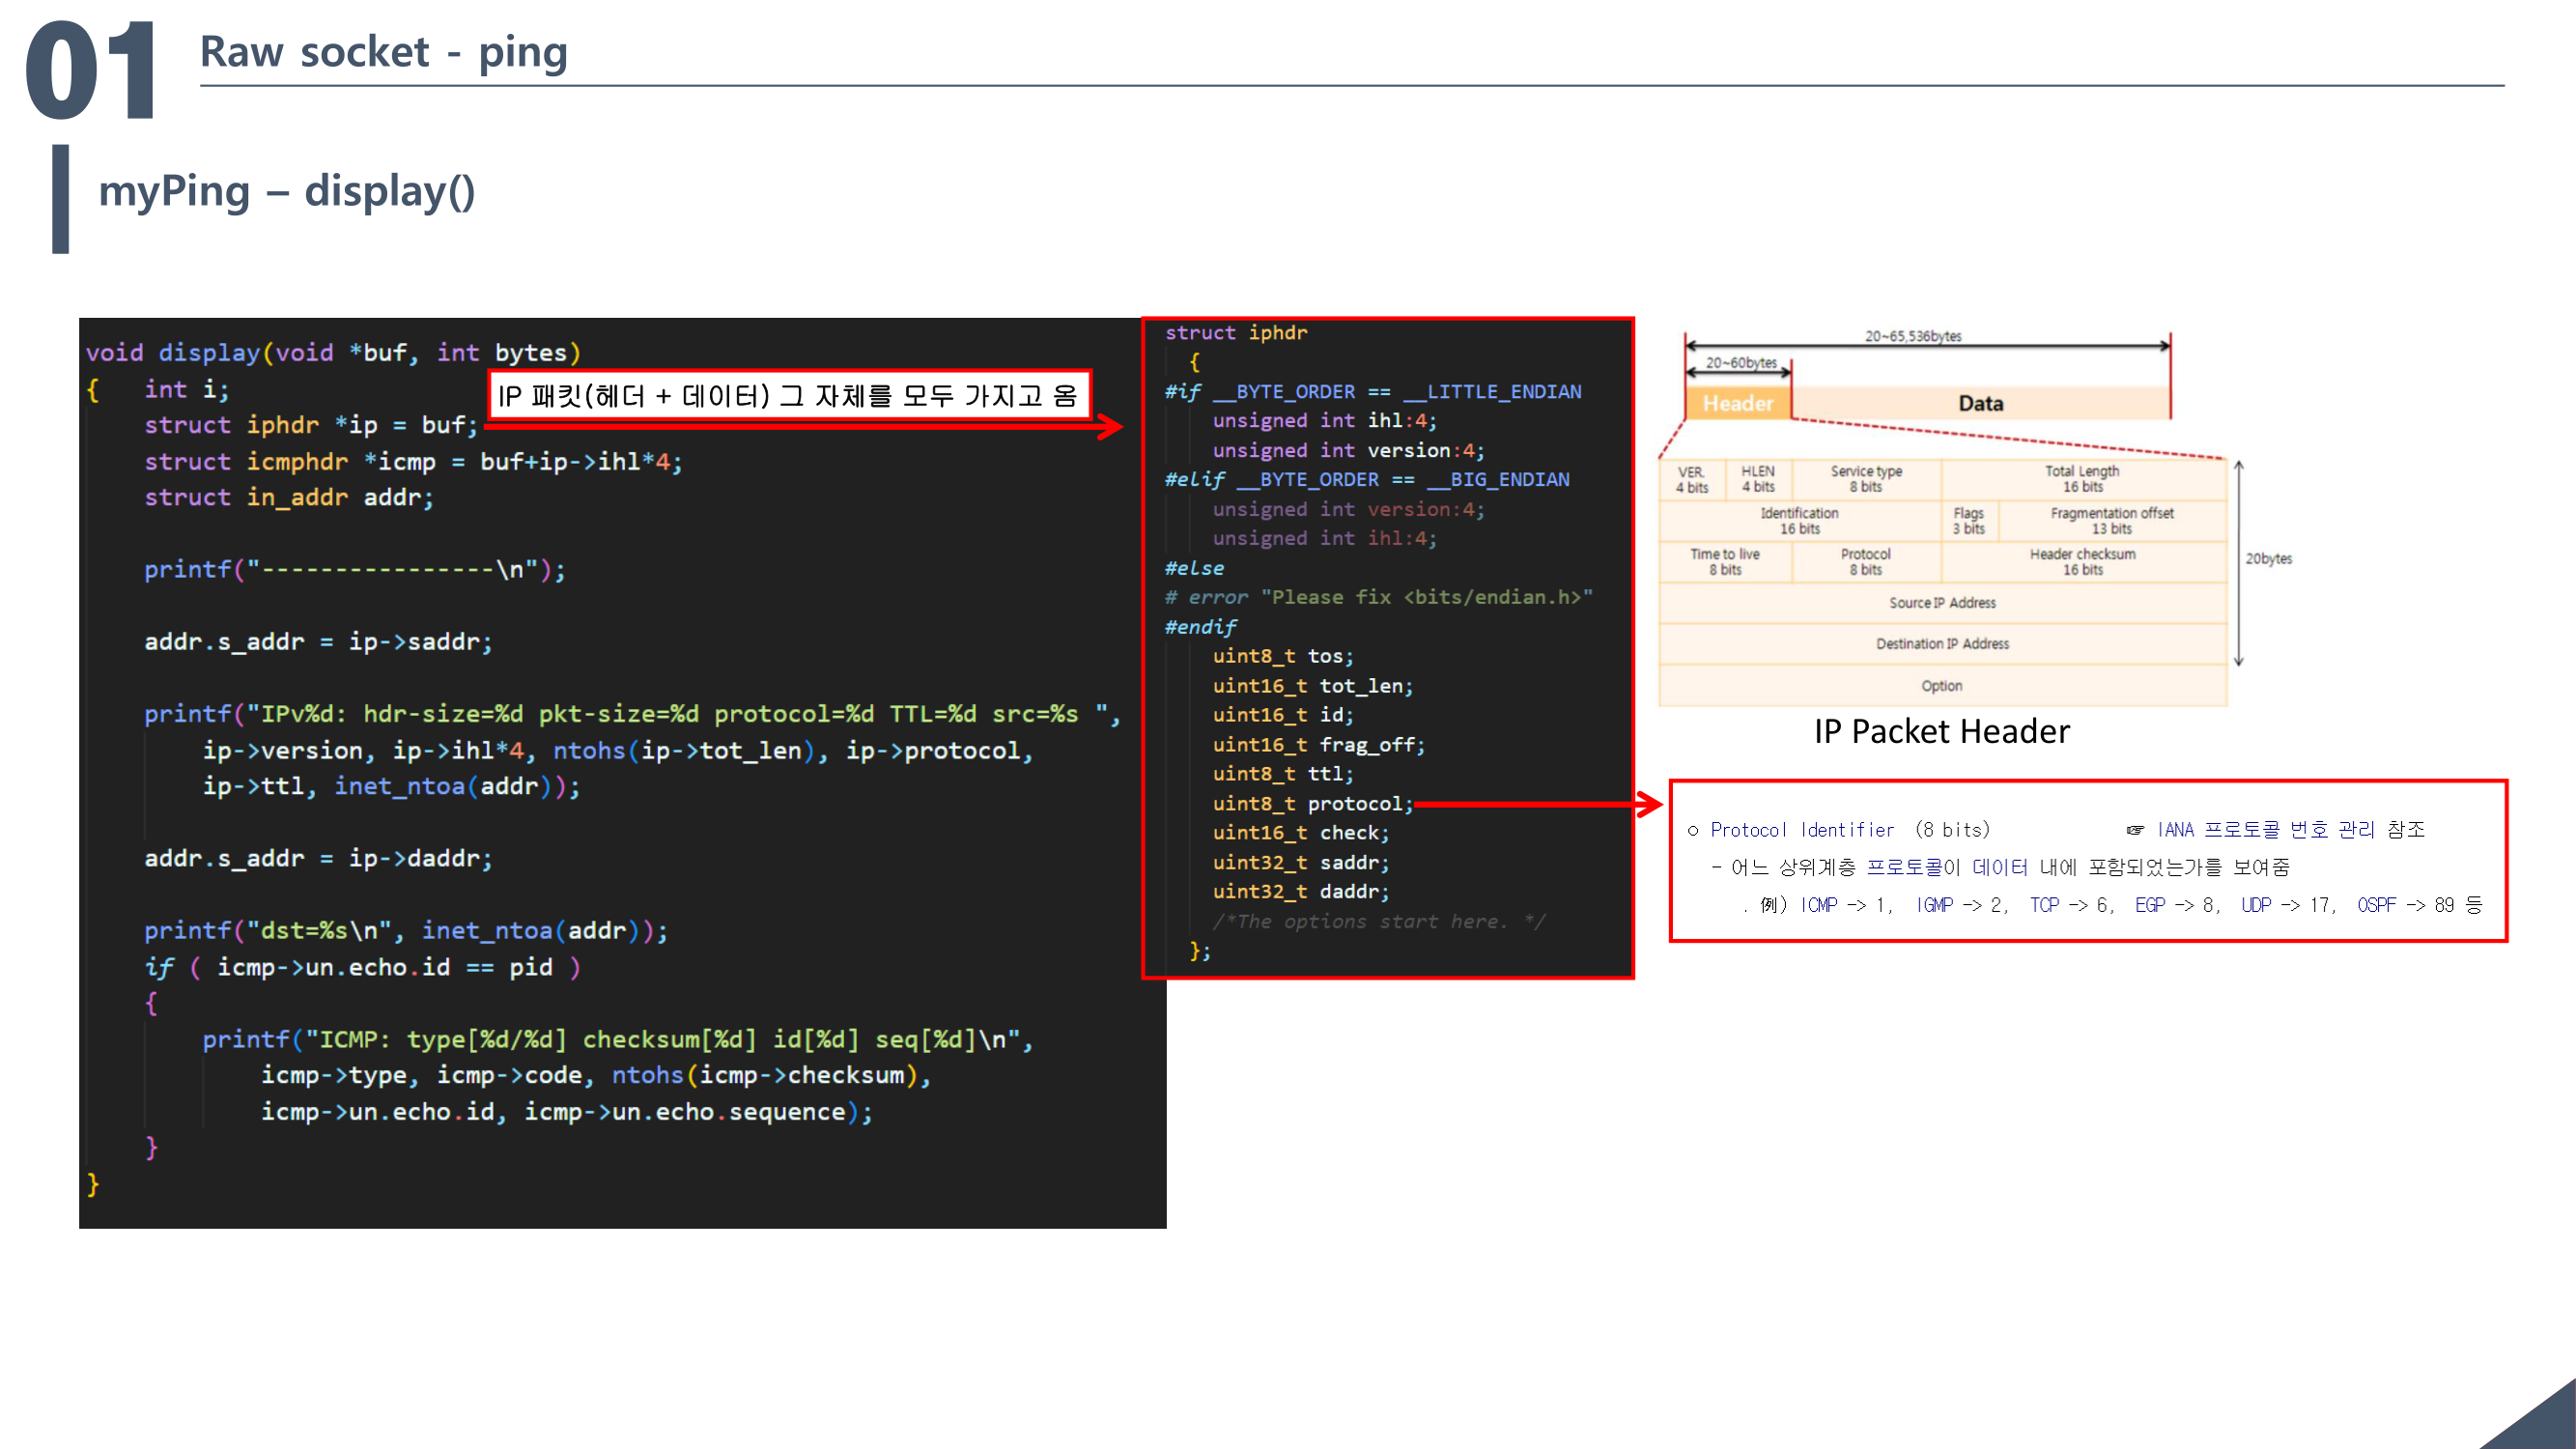 01
Raw socket - ping
myPing – display()
void display(void *buf, int bytes)
{   int i;
IP 패킷(헤더 + 데이터) 그 자체를 모두 가지고 옴
struct iphdr *ip = buf;
struct icmphdr *icmp = buf+ip->ihl*4;
struct in_addr addr;
printf("----------------\n");
addr.s_addr = ip->saddr;
printf("IPv%d: hdr-size=%d pkt-size=%d protocol=%d TTL=%d src=%s ",
ip->version, ip->ihl*4, ntohs(ip->tot_len), ip->protocol,
ip->ttl, inet_ntoa(addr));
addr.s_addr = ip->daddr;
printf("dst=%s\n", inet_ntoa(addr));
if ( icmp->un.echo.id == pid )
{
printf("ICMP: type[%d/%d] checksum[%d] id[%d] seq[%d]\n",
icmp->type, icmp->code, ntohs(icmp->checksum),
icmp->un.echo.id, icmp->un.echo.sequence);
}
}
struct iphdr
{
#if __BYTE_ORDER == __LITTLE_ENDIAN
unsigned int ihl:4;
unsigned int version:4;
#elif __BYTE_ORDER == __BIG_ENDIAN
unsigned int version:4;
unsigned int ihl:4;
#else
# error "Please fix <bits/endian.h>"
#endif
uint8_t tos;
uint16_t tot_len;
uint16_t id;
uint16_t frag_off;
uint8_t ttl;
uint8_t protocol;
uint16_t check;
uint32_t saddr;
uint32_t daddr;
/*The options start here. */
};
20~65,536bytes
20~60bytes
Header Data
VER. HLEN Service type Total Length
4 bits 4 bits 8 bits 16 bits
Identification Flags Fragmentation offset
16 bits 3 bits 13 bits
Time to live Protocol Header checksum
8 bits 8 bits 16 bits
20bytes
Source IP Address
Destination IP Address
Option
IP Packet Header
○ Protocol Identifier (8 bits) ☞ IANA 프로토콜 번호 관리 참조
- 어느 상위계층 프로토콜이 데이터 내에 포함되었는가를 보여줌
. 例) ICMP -> 1, IGMP -> 2, TCP -> 6, EGP -> 8, UDP -> 17, OSPF -> 89 등